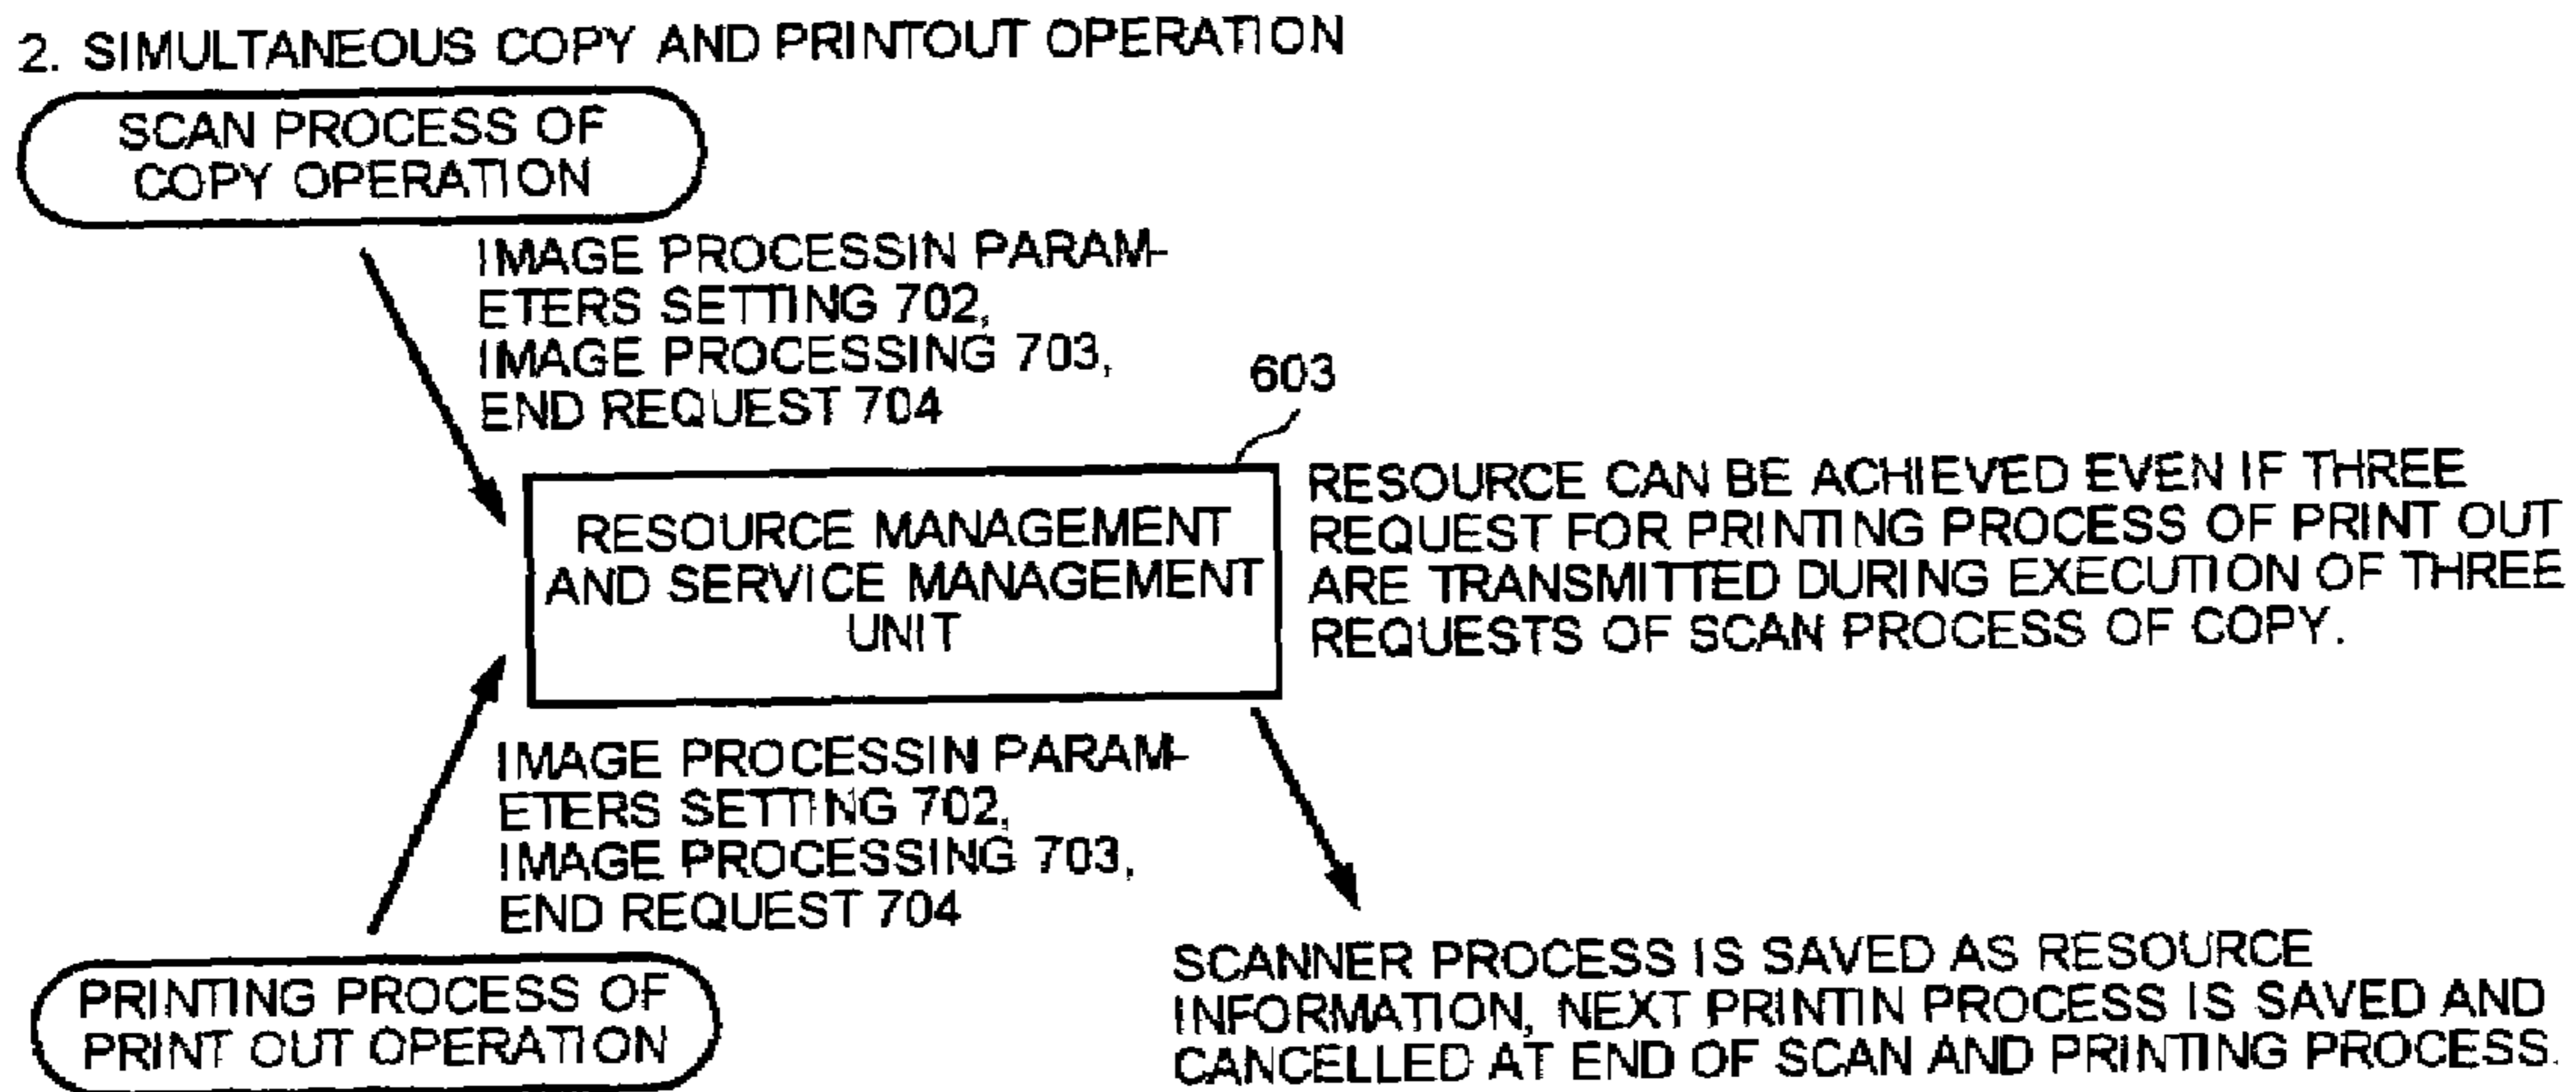 2. SIMULTANEOUS COPY AND PRINTOUT OPERATION
SCAN PROCESS OF
COPY OPERATION
IMAGE PROCESSIN PARAM-
ETERS SETTING 702,
IMAGE PROCESSING 703,
END REQUEST 704
603
RESOURCE MANAGEMENT
AND SERVICE MANAGEMENT
UNIT
RESOURCE CAN BE ACHIEVED EVEN IF THREE
REQUEST FOR PRINTING PROCESS OF PRINT OUT
ARE TRANSMITTED DURING EXECUTION OF THREE
REQUESTS OF SCAN PROCESS OF COPY.
IMAGE PROCESSIN PARAM-
ETERS SETTING 702,
IMAGE PROCESSING 703,
END REQUEST 704
PRINTING PROCESS OF
PRINT OUT OPERATION
SCANNER PROCESS IS SAVED AS RESOURCE
INFORMATION, NEXT PRINTIN PROCESS IS SAVED AND
CANCELLED AT END OF SCAN AND PRINTING PROCESS.